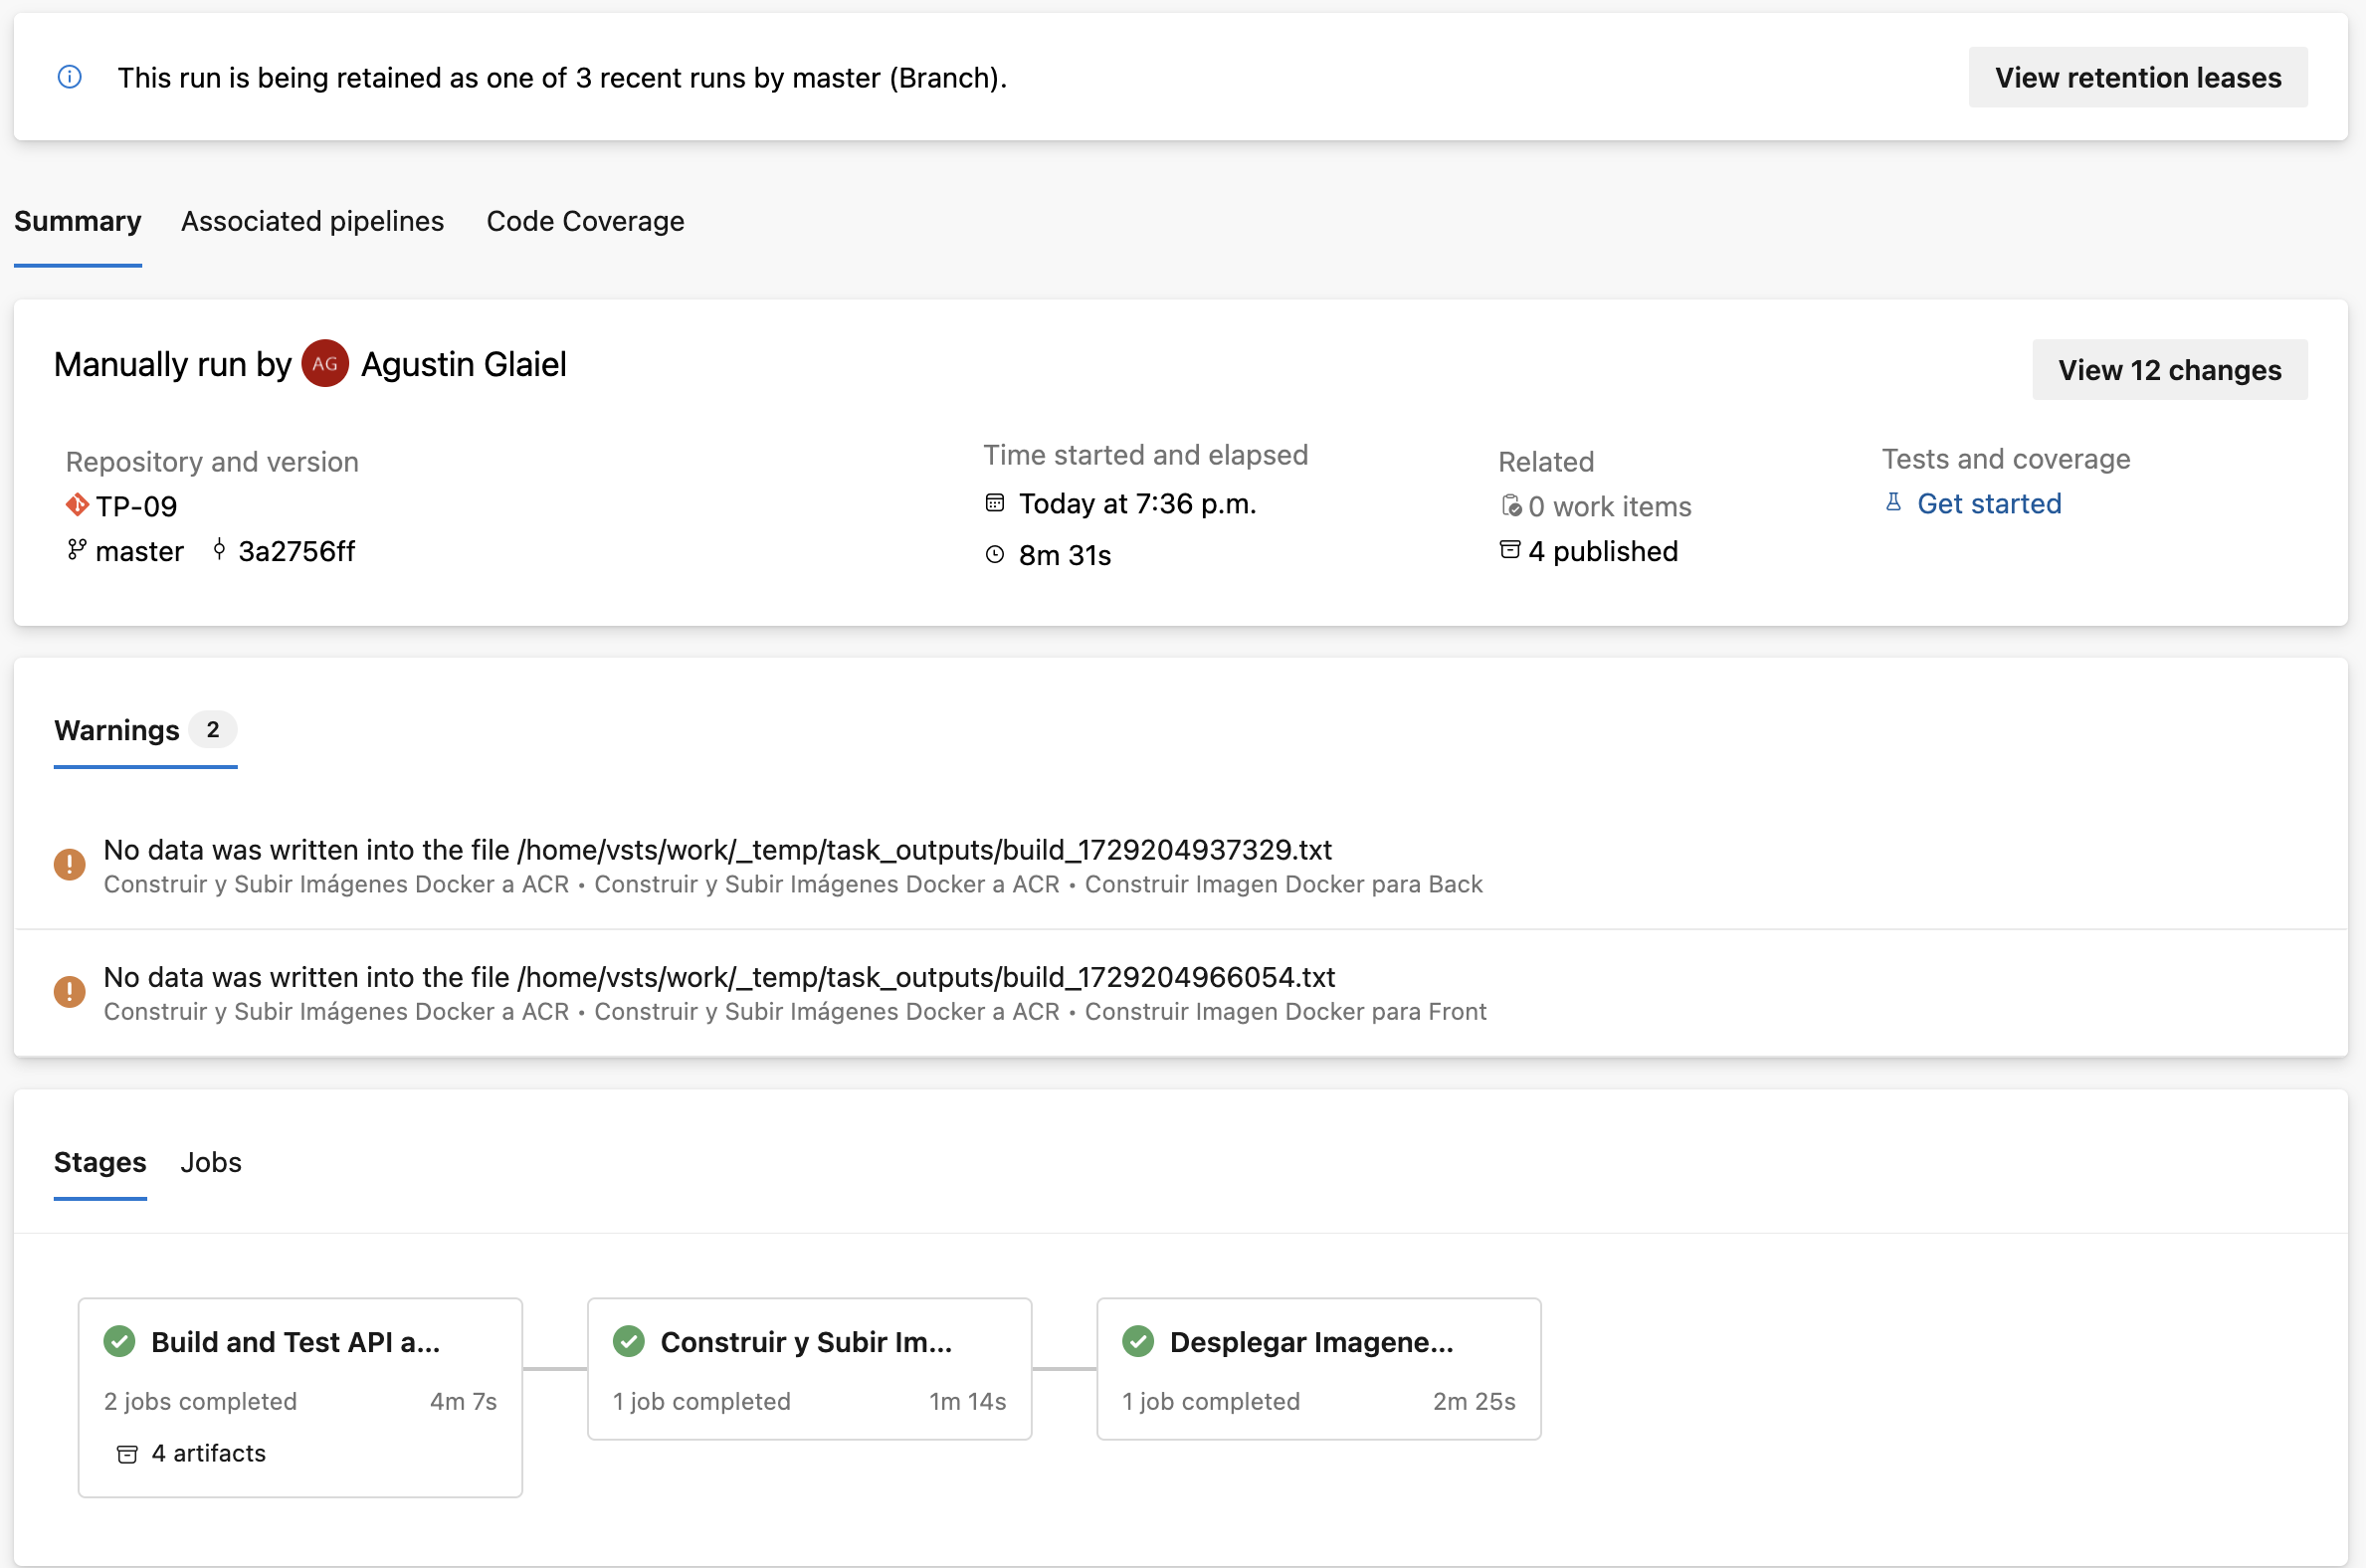 This run is being retained as one of 3 recent runs by master (Branch).
View retention leases
Summary
Associated pipelines
Code Coverage
Manually run by AG Agustin Glaiel
View 12 changes
Repository and version
TP-09
master 3a2756ff
Time started and elapsed
Today at 7:36 p.m.
8m 31s
Related
0 work items
4 published
Tests and coverage
Get started
Warnings 2
No data was written into the file /home/vsts/work/_temp/task_outputs/build_1729204937329.txt
Construir y Subir Imágenes Docker a ACR • Construir y Subir Imágenes Docker a ACR • Construir Imagen Docker para Back
No data was written into the file /home/vsts/work/_temp/task_outputs/build_1729204966054.txt
Construir y Subir Imágenes Docker a ACR • Construir y Subir Imágenes Docker a ACR • Construir Imagen Docker para Front
Stages
Jobs
Build and Test API a...
2 jobs completed 4m 7s
4 artifacts
Construir y Subir Im...
1 job completed 1m 14s
Desplegar Imagene...
1 job completed 2m 25s